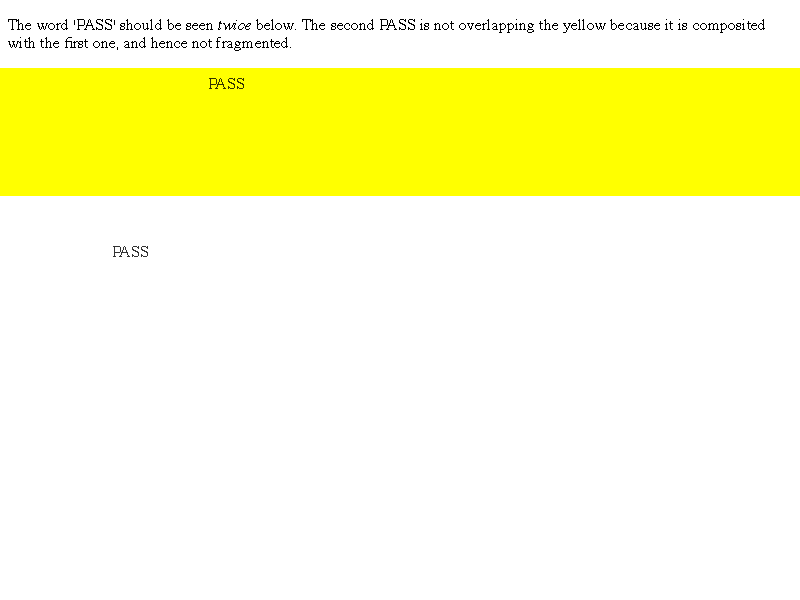 The word 'PASS' should be seen twice below. The second PASS is not overlapping the yellow because it is composited
with the first one, and hence not fragmented.
PASS
PASS